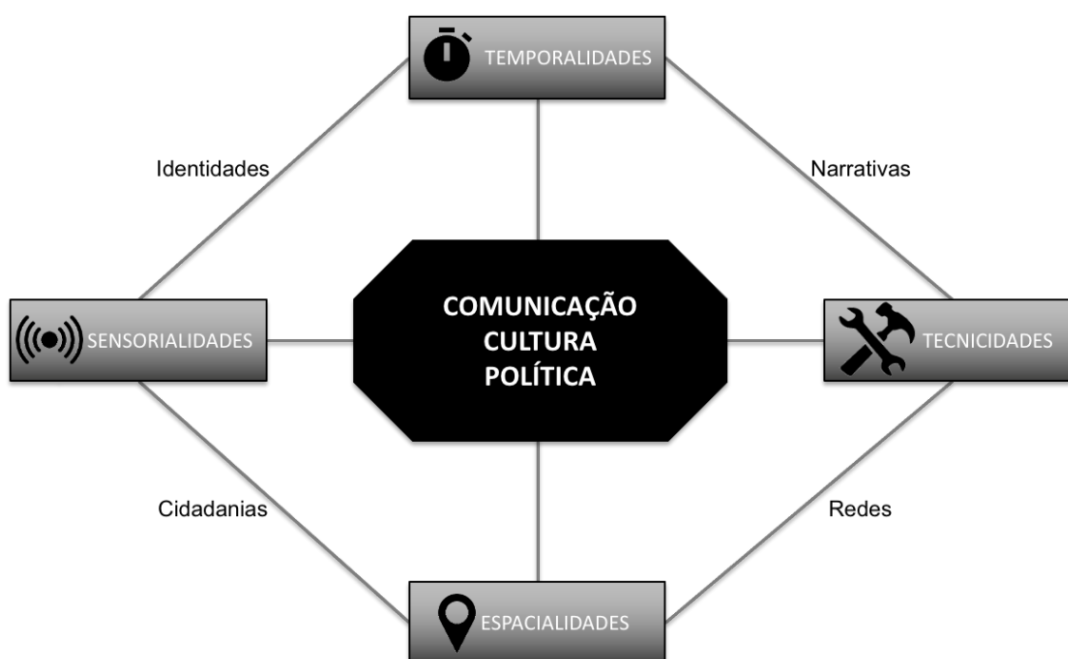 TEMPORALIDADES
Identidades
Narrativas
COMUNICAÇÃO
CULTURA
POLÍTICA
SENSORIALIDADES
TECNICIDADES
Cidadanias
Redes
ESPACIALIDADES